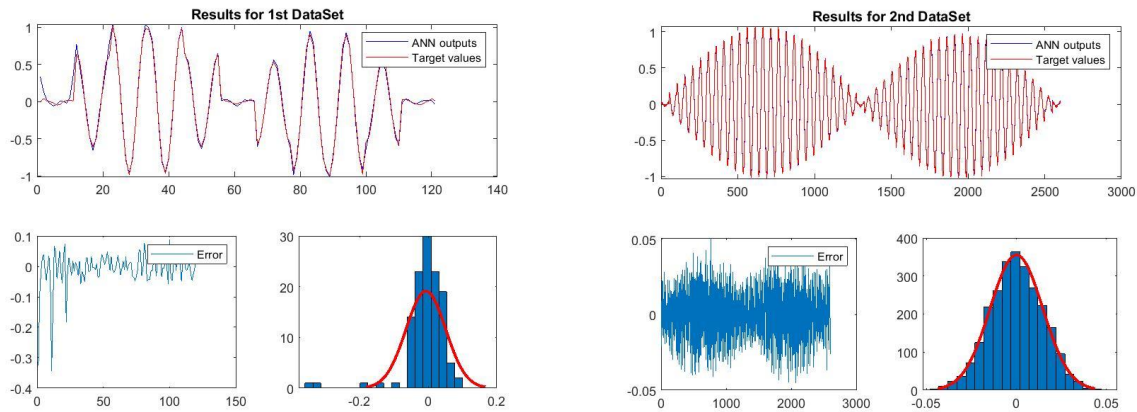 Results for 1st DataSet
1
0.5
0
-0.5
-1
ANN outputs
Target values
0 20 40 60 80 100 120 140
0.1
0
-0.1
-0.2
-0.3
-0.4
Error
0 50 100 150
30
20
10
0
-0.2 0 0.2
Results for 2nd DataSet
1
0.5
0
-0.5
-1
ANN outputs
Target values
0 500 1000 1500 2000 2500 3000
0.05
0
-0.05
Error
0 1000 2000 3000
400
300
200
100
0
-0.05 0 0.05